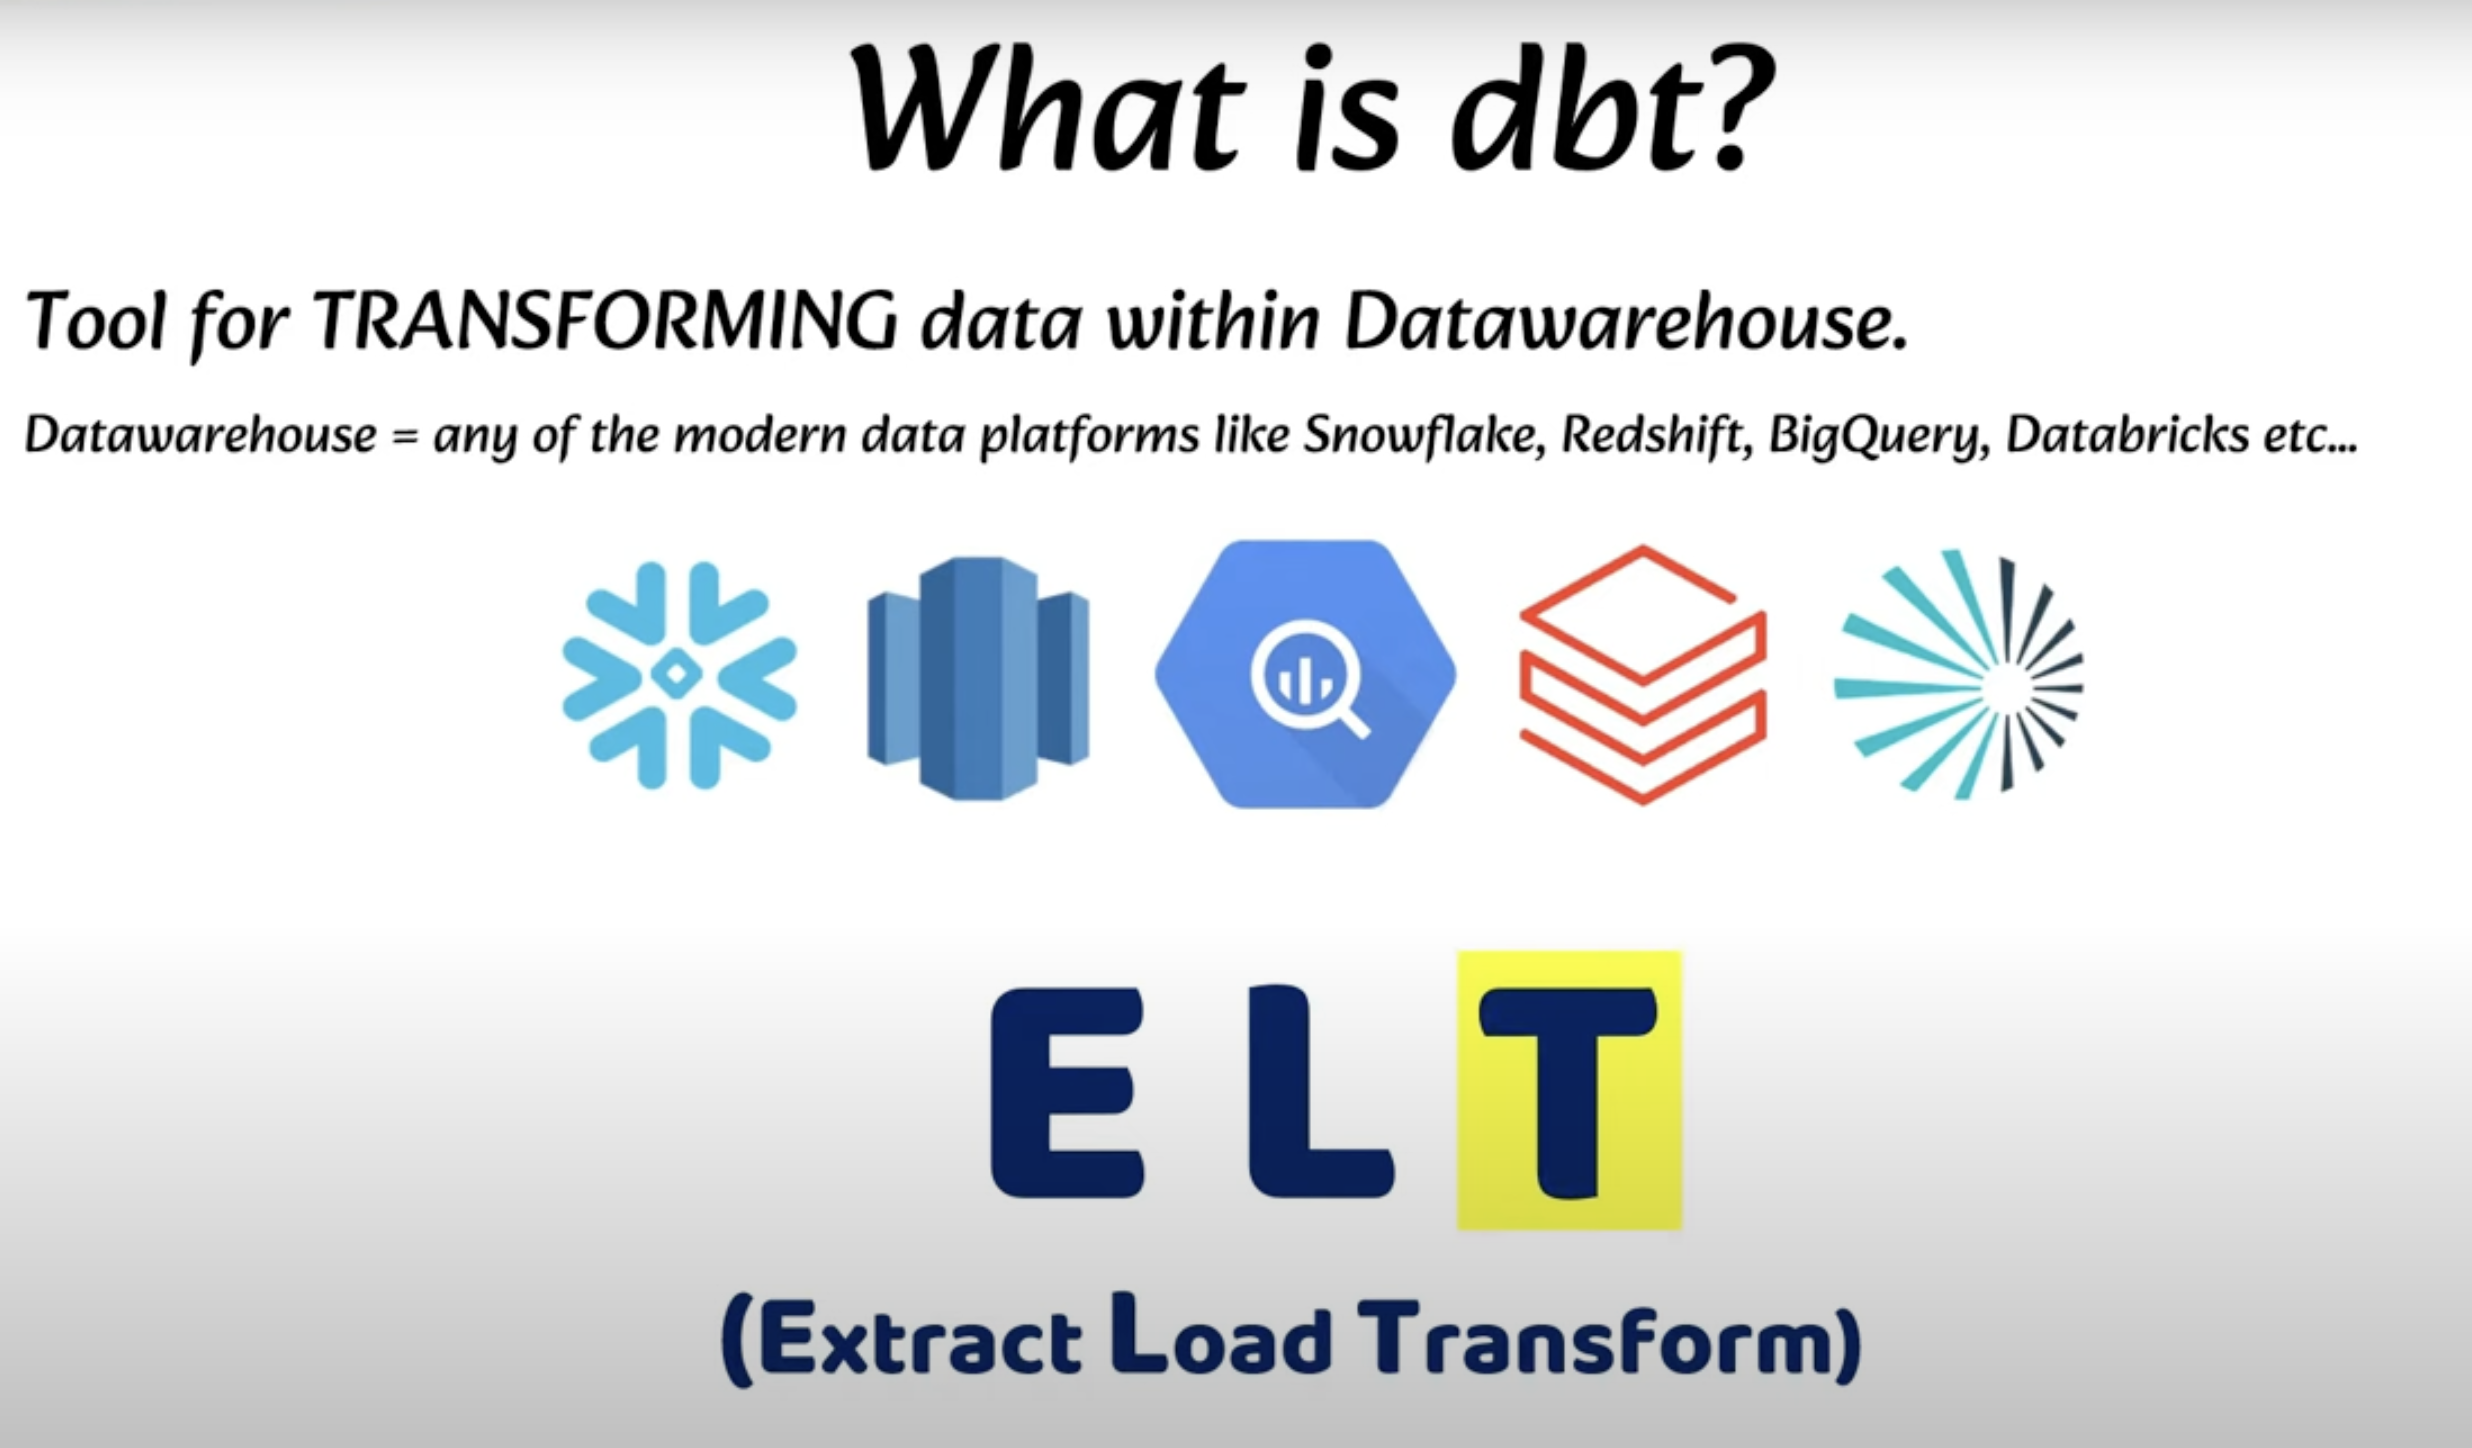 What is dbt?
Tool for TRANSFORMING data within Datawarehouse.
Datawarehouse = any of the modern data platforms like Snowflake, Redshift, BigQuery, Databricks etc...
E L T
(Extract Load Transform)